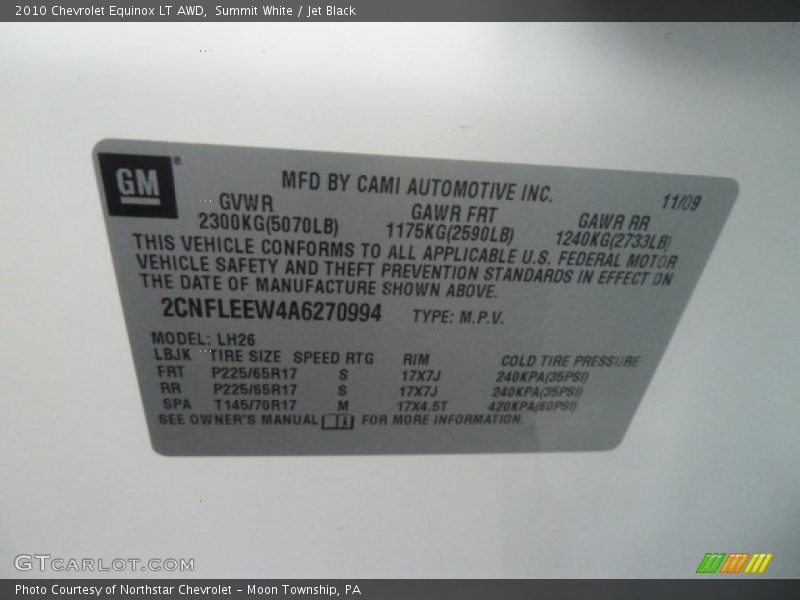 2010 Chevrolet Equinox LT AWD, Summit White / Jet Black
GM
MFD BY CAMI AUTOMOTIVE INC.
11/09
GVWR GAWR FRT GAWR RR
2300KG(5070LB) 1175KG(2590LB) 1240KG(2733LB)
THIS VEHICLE CONFORMS TO ALL APPLICABLE U.S. FEDERAL MOTOR
VEHICLE SAFETY AND THEFT PREVENTION STANDARDS IN EFFECT ON
THE DATE OF MANUFACTURE SHOWN ABOVE.
2CNFLEEW4A6270994 TYPE: M.P.V.
MODEL: LH26
LBJK TIRE SIZE SPEED RTG RIM COLD TIRE PRESSURE
FRT P225/65R17 S 17X7J 240KPA(35PSI)
RR P225/65R17 S 17X7J 240KPA(35PSI)
SPA T145/70R17 M 17X4.5T 420KPA(60PSI)
SEE OWNER'S MANUAL FOR MORE INFORMATION.
GTCARLOT.COM
Photo Courtesy of Northstar Chevrolet - Moon Township, PA